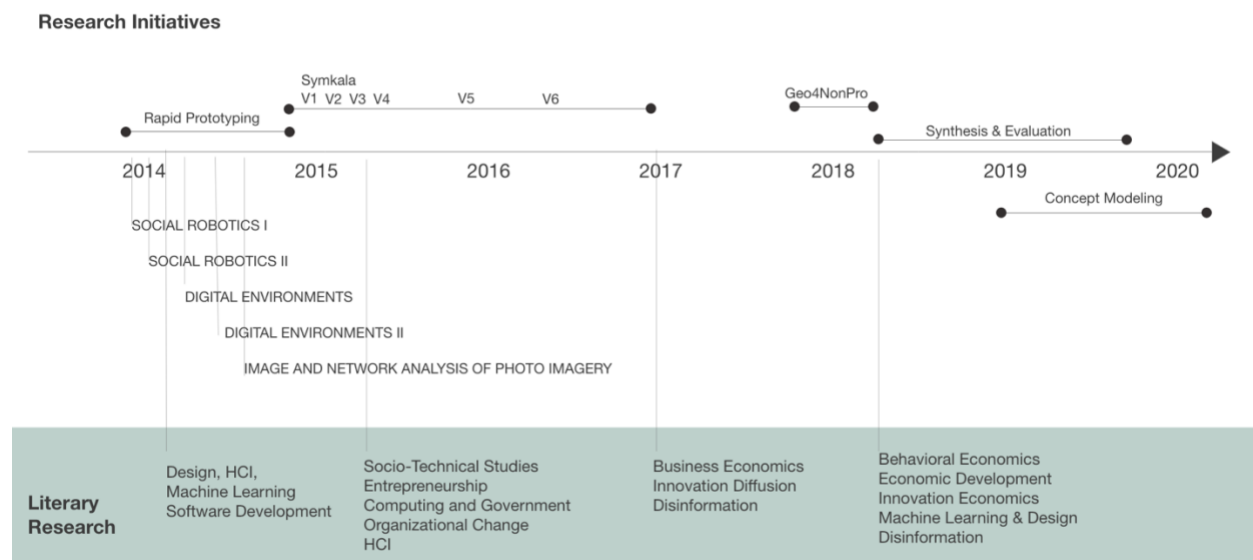 Research Initiatives
Symkala
V1 V2 V3 V4 V5 V6
Geo4NonPro
Rapid Prototyping
Synthesis & Evaluation
2014 2015 2016 2017 2018 2019 2020
Concept Modeling
SOCIAL ROBOTICS I
SOCIAL ROBOTICS II
DIGITAL ENVIRONMENTS
DIGITAL ENVIRONMENTS II
IMAGE AND NETWORK ANALYSIS OF PHOTO IMAGERY
Literary
Research
Design, HCI,
Machine Learning
Software Development
Socio-Technical Studies
Entrepreneurship
Computing and Government
Organizational Change
HCI
Business Economics
Innovation Diffusion
Disinformation
Behavioral Economics
Economic Development
Innovation Economics
Machine Learning & Design
Disinformation